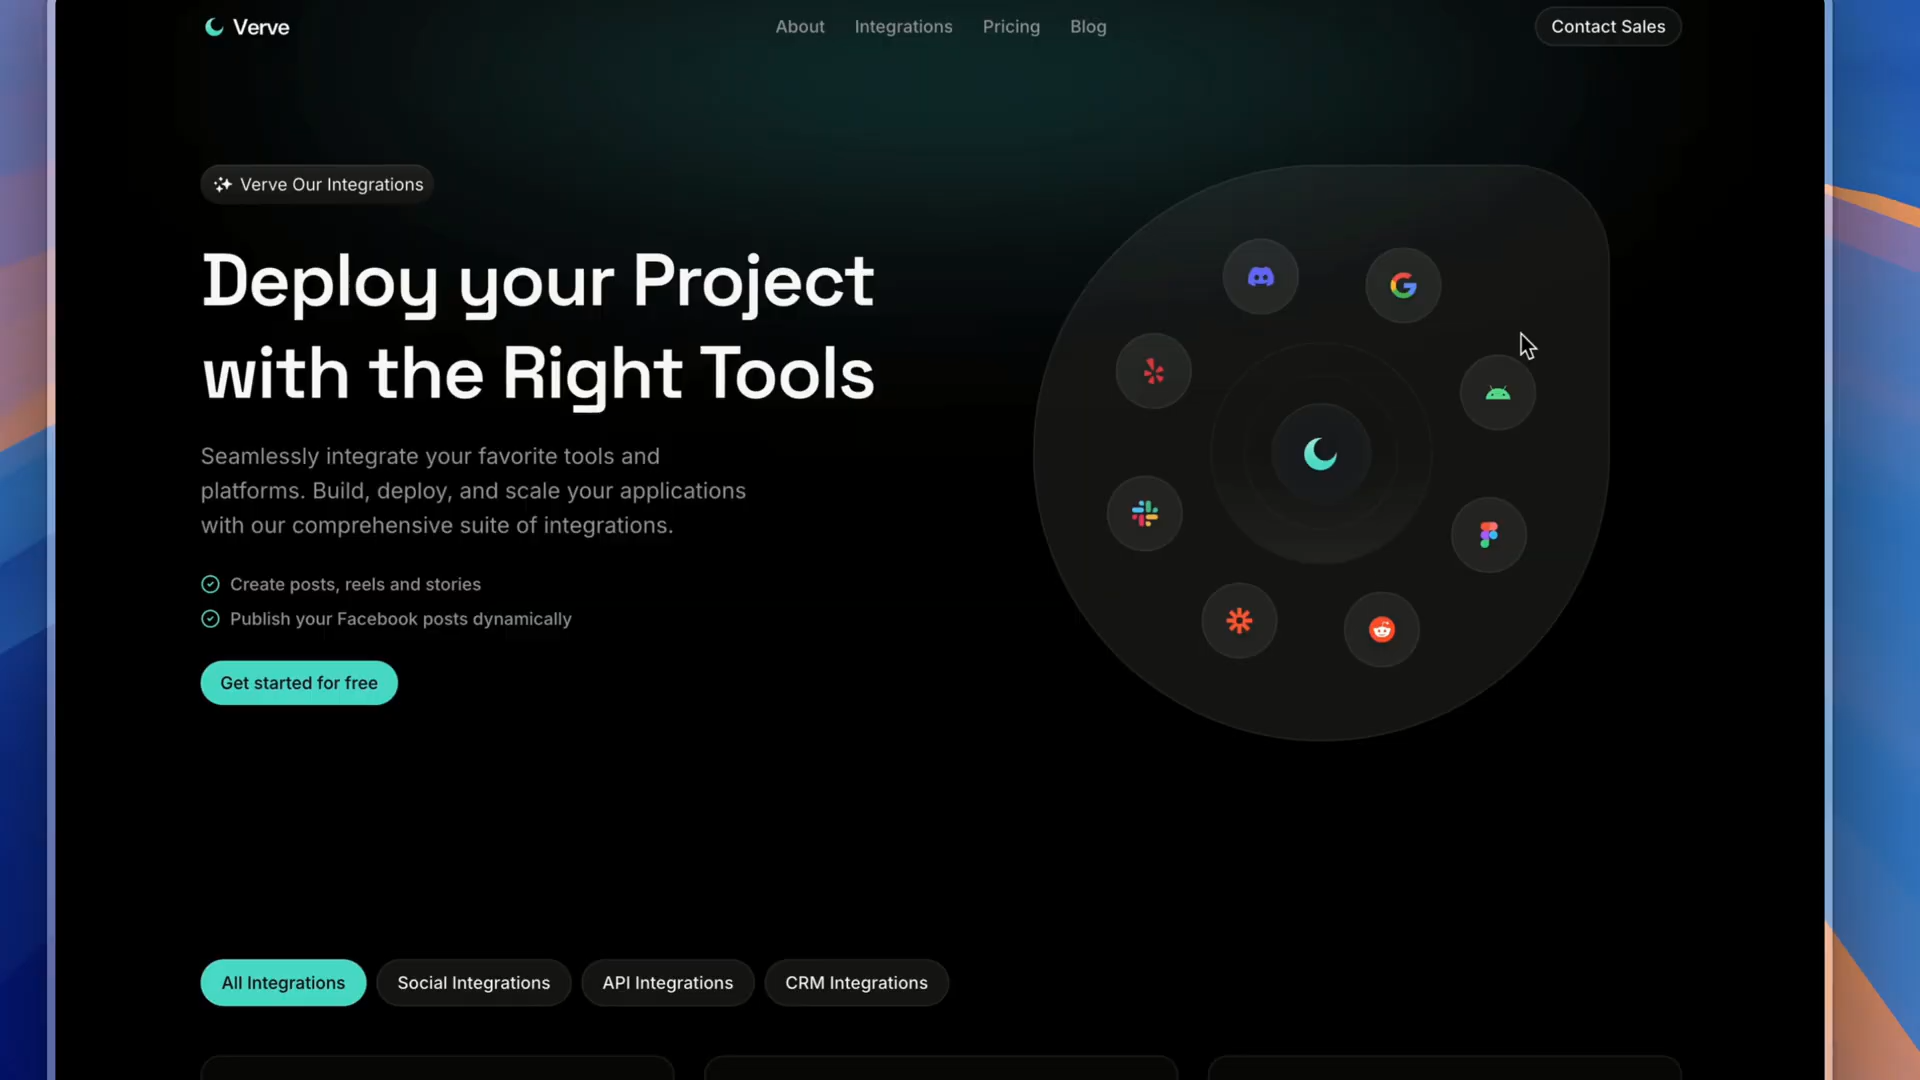 Verve
About
Integrations
Pricing
Blog
Contact Sales
Verve Our Integrations
Deploy your Project
with the Right Tools
Seamlessly integrate your favorite tools and
platforms. Build, deploy, and scale your applications
with our comprehensive suite of integrations.
Create posts, reels and stories
Publish your Facebook posts dynamically
Get started for free
All Integrations
Social Integrations
API Integrations
CRM Integrations